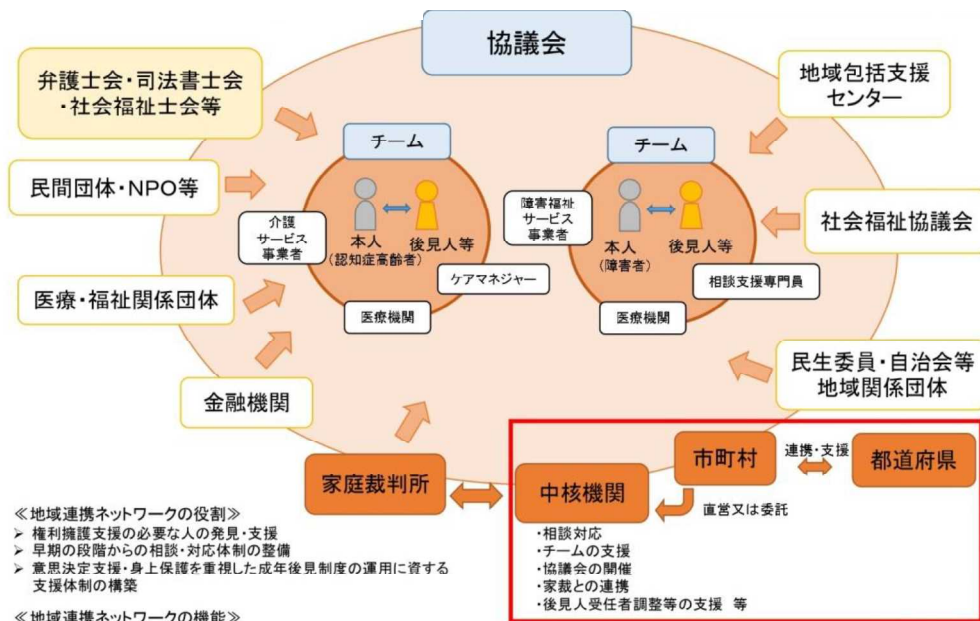 協議会
弁護士会・司法書士会
・社会福祉士会等
地域包括支援
センター
チーム
チーム
民間団体・NPO等
介護
サービス
事業者
本人
(認知症高齢者)
後見人等
障害福祉
サービス
事業者
本人
(障害者)
後見人等
社会福祉協議会
ケアマネジャー
相談支援専門員
医療・福祉関係団体
医療機関
医療機関
金融機関
民生委員・自治会等
地域関係団体
家庭裁判所
中核機関
市町村
連携・支援
都道府県
直営又は委託
・相談対応
・チームの支援
・協議会の開催
・家裁との連携
・後見人受任者調整等の支援 等
≪地域連携ネットワークの役割≫
➢ 権利擁護支援の必要な人の発見・支援
➢ 早期の段階からの相談・対応体制の整備
➢ 意思決定支援・身上保護を重視した成年後見制度の運用に資する
支援体制の構築
≪地域連携ネットワークの機能≫